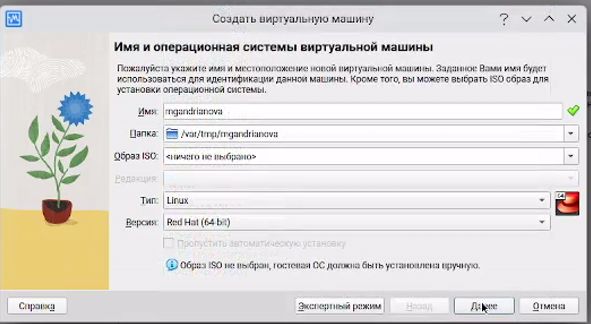 Создать виртуальную машину
Имя и операционная системы виртуальной машины
Пожалуйста укажите имя и местоположение новой виртуальной машины. Заданное Вами имя будет
использоваться для идентификации данной машины. Кроме того, вы можете выбрать ISO образ для
установки операционной системы.
Имя: mgandrianova
Папка: /var/tmp/mgandrianova
Образ ISO: <ничего не выбрано>
Редакция:
Тип: Linux
64
Версия: Red Hat (64-bit)
Пропустить автоматическую установку
Образ ISO не выбран, гостевая ОС должна быть установлена вручную.
Справка Экспертный режим Назад Далее Отмена